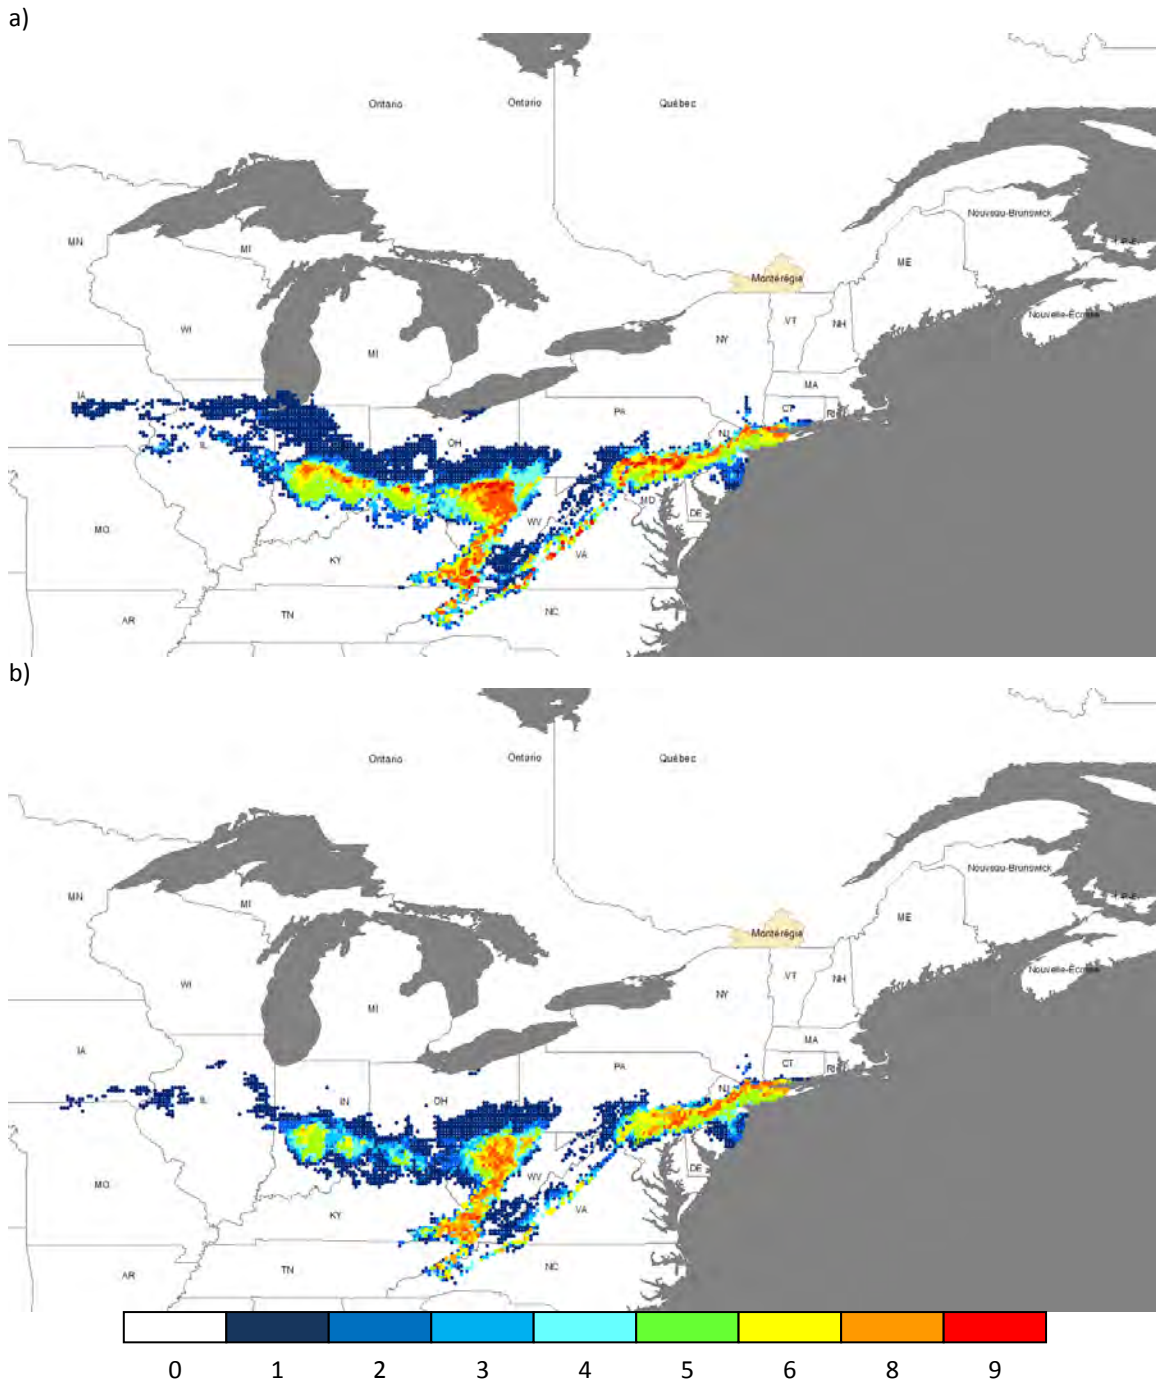 a)
Ontario Ontario Québec
Nouveau-Brunswick
MN MI ME
Montérégie
Nouvelle-Écosse
WI VT NH
NY
MI
MA
IA PA CT RI
IL OH NJ
MO WV MD DE
KY VA
AR TN NC
b)
Ontario Ontario Québec
Nouveau-Brunswick
MN MI ME
Montérégie
Nouvelle-Écosse
WI VT NH
NY
MI
MA
IA PA CT RI
IL IN OH NJ
MO WV DE
KY VA
AR TN NC
0 1 2 3 4 5 6 8 9